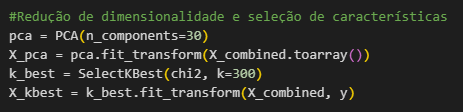 #Redução de dimensionalidade e seleção de características
pca = PCA(n_components=30)
X_pca = pca.fit_transform(X_combined.toarray())
k_best = SelectKBest(chi2, k=300)
X_kbest = k_best.fit_transform(X_combined, y)